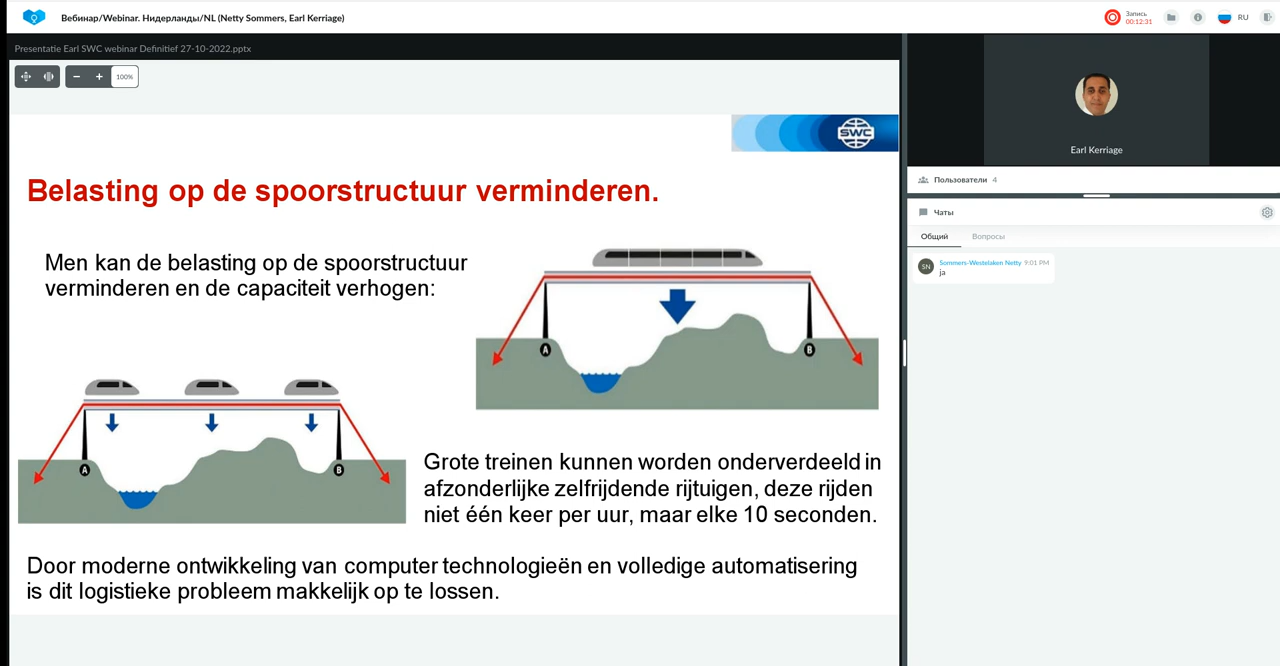 Вебинар/Webinar. Нидерланды/NL (Netty Sommers, Earl Kerriage)
Запись
00:12:31
RU
Presentatie Earl SWC webinar Definitief 27-10-2022.pptx
100%
SWC
Belasting op de spoorstructuur verminderen.
Men kan de belasting op de spoorstructuur
verminderen en de capaciteit verhogen:
A
B
A
B
Grote treinen kunnen worden onderverdeeld in
afzonderlijke zelfrijdende rijtuigen, deze rijden
niet één keer per uur, maar elke 10 seconden.
Door moderne ontwikkeling van computer technologieën en volledige automatisering
is dit logistieke probleem makkelijk op te lossen.
Earl Kerriage
Пользователи 4
Чаты
Общий Вопросы
SN
Sommers-Westelaken Netty 9:01 PM
ja